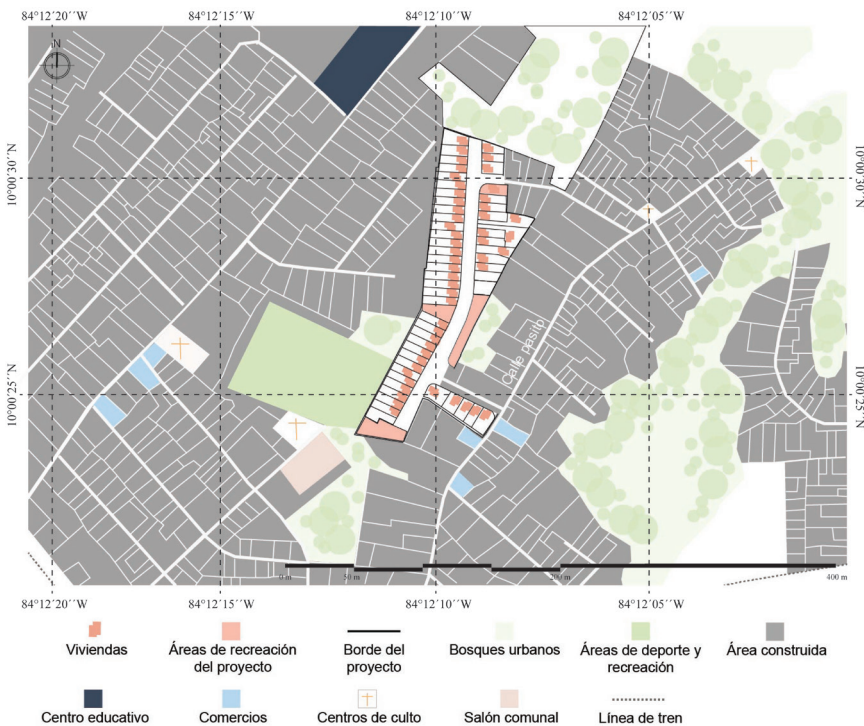 84°12’20’’N 84°12’15’’N 84°12’10’’N 84°12’05’’N
N
10°00’30’’N 10°00’30’’N
Calle pasito
10°00’25’’N 10°00’25’’N
0 m 50 m 200 m 400 m
84°12’20’’N 84°12’15’’N 84°12’10’’N 84°12’05’’N
Viviendas
Áreas de recreación
del proyecto
Borde del
proyecto
Bosques urbanos
Áreas de deporte y
recreación
Área construida
Centro educativo
Comercios
Centros de culto
Salón comunal
Línea de tren